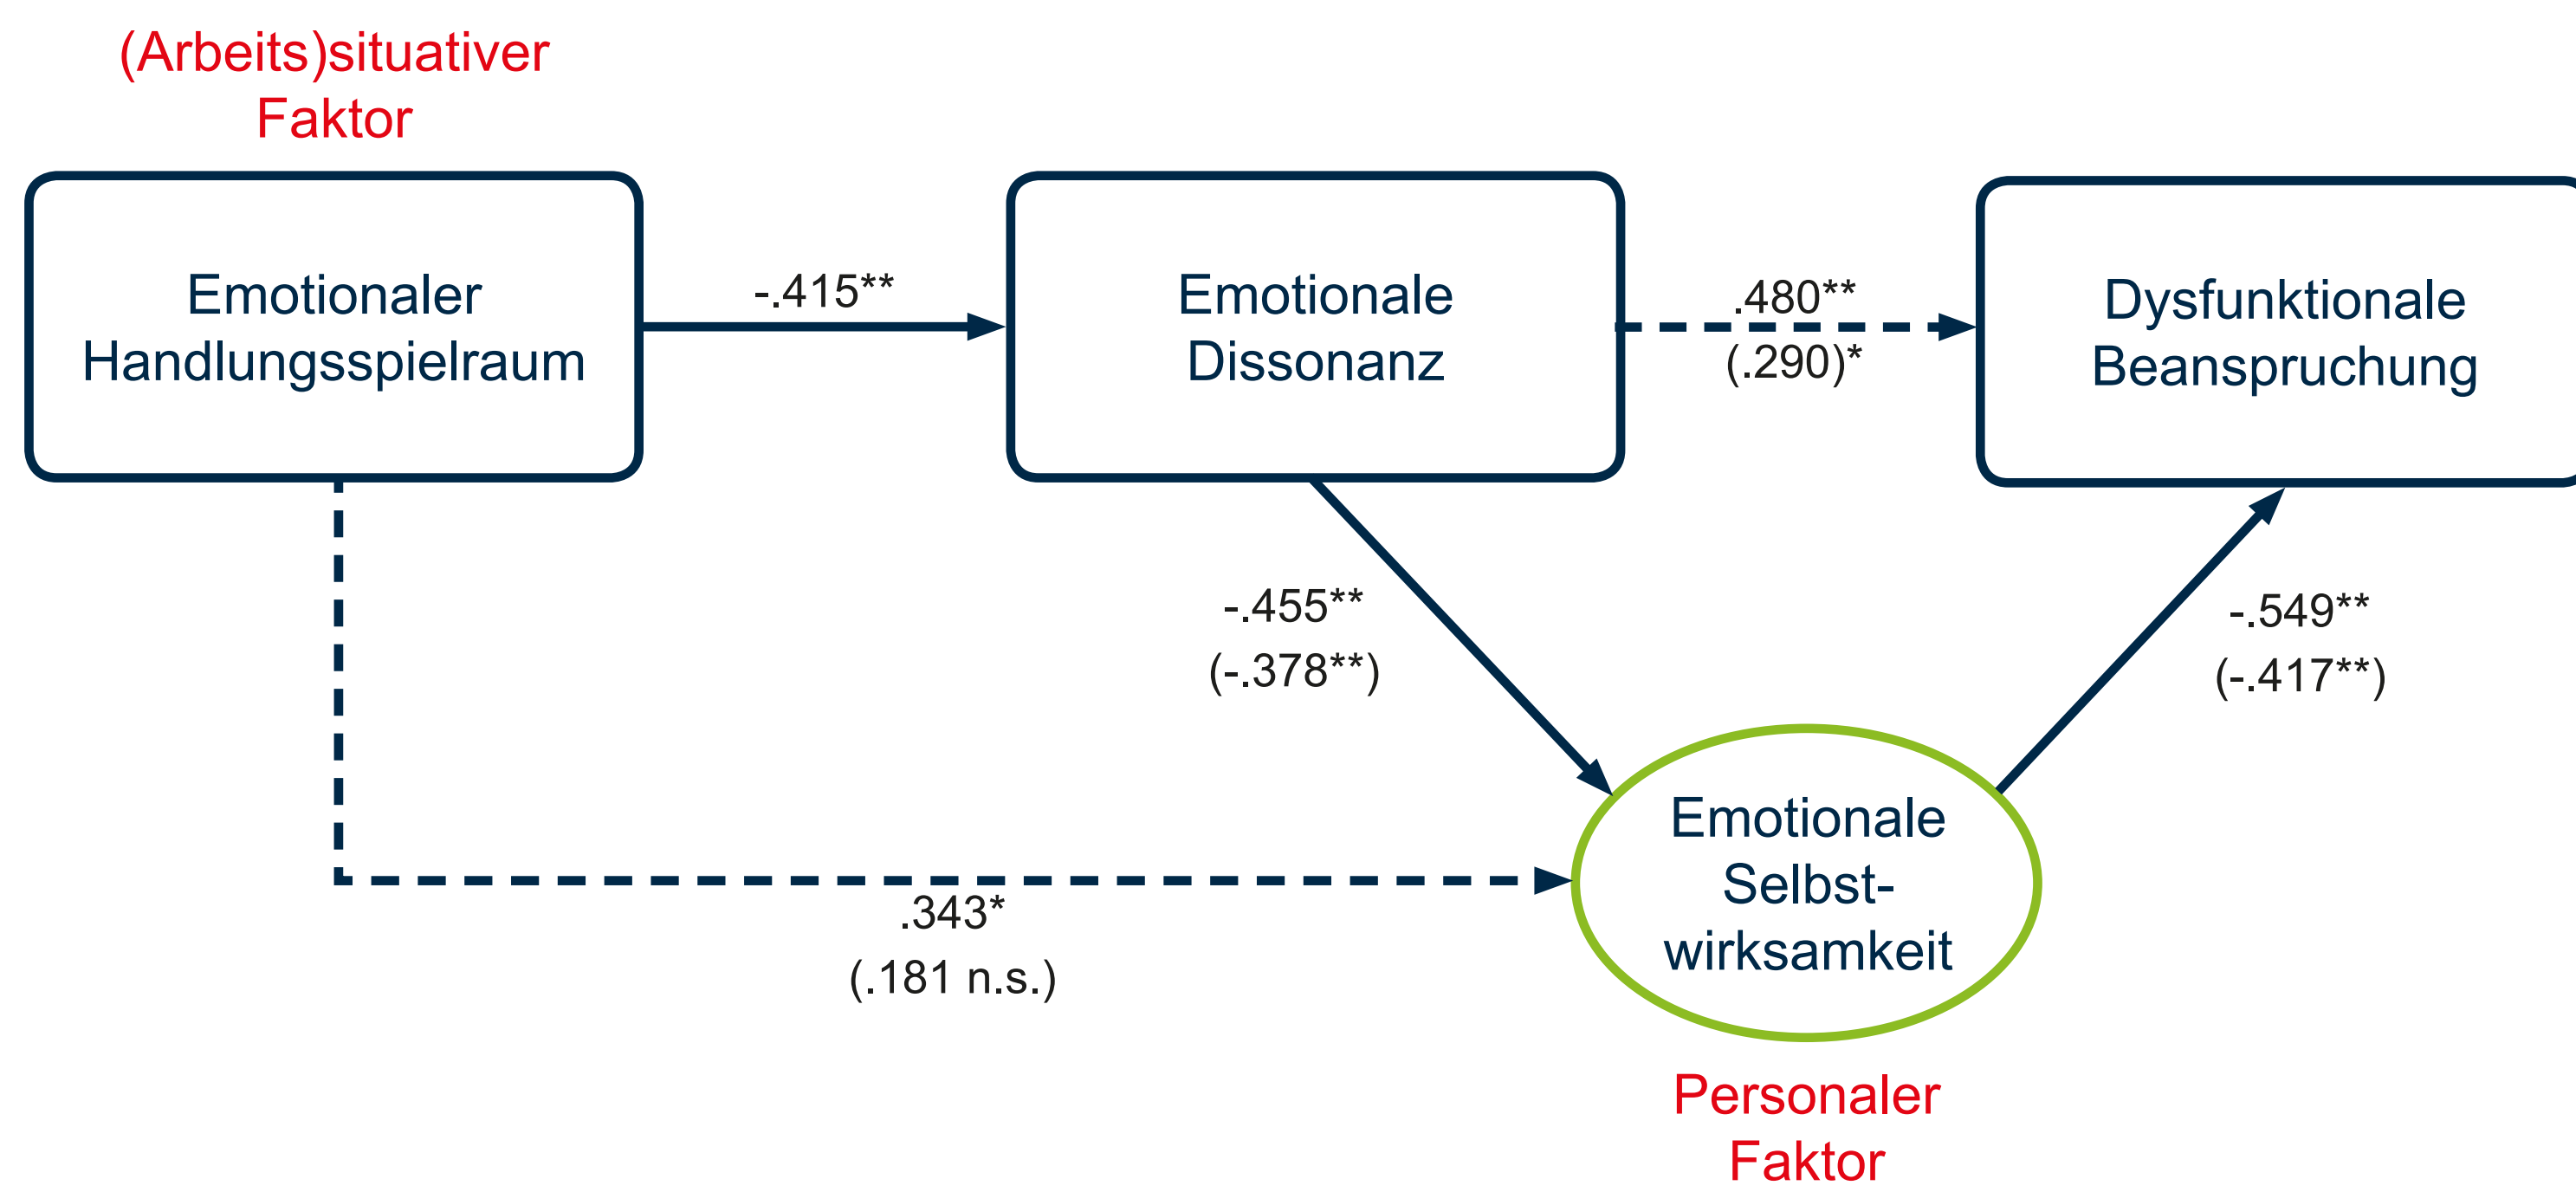 (Arbeits)situativer
Faktor
Emotionaler
Handlungsspielraum
-.415**
Emotionale
Dissonanz
.480**
(.290)*
Dysfunktionale
Beanspruchung
-.455**
(-.378**)
-.549**
(-.417**)
Emotionale
Selbst-
wirksamkeit
.343*
(.181 n.s.)
Personaler
Faktor